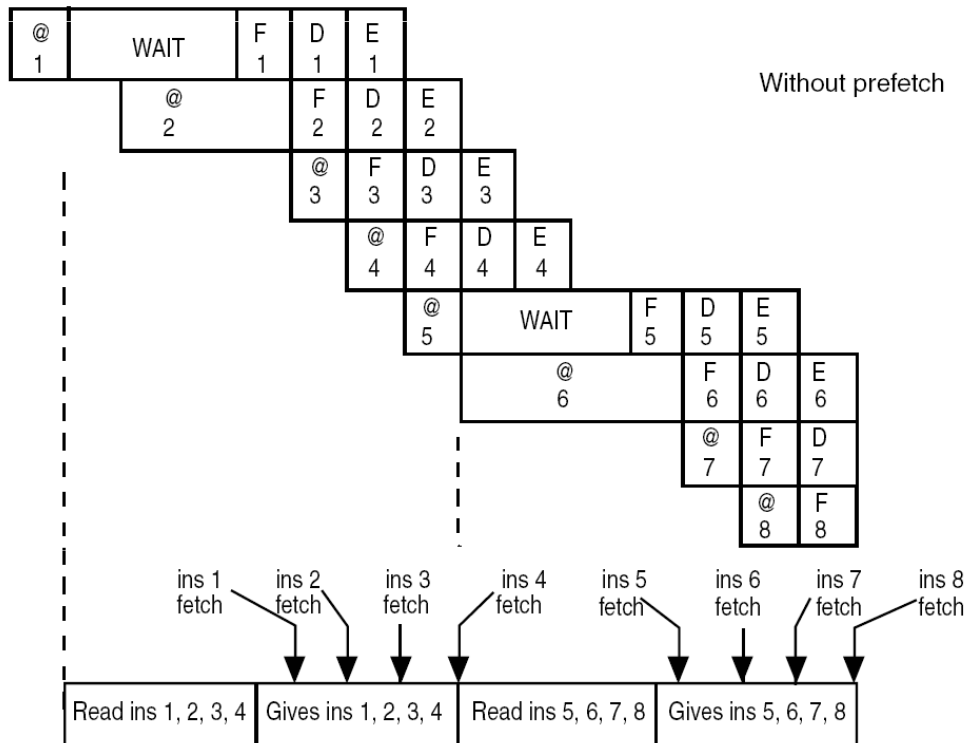 @ WAIT F D E
1 1 1 1
Without prefetch
@ F D E
2 2 2 2
@ F D E
3 3 3 3
@ F D E
4 4 4 4
@ WAIT F D E
5 5 5 5
@ F D E
6 6 6 6
@ F D
7 7 7
@ F
8 8
ins 1 ins 2 ins 3 ins 4 ins 5 ins 6 ins 7 ins 8
fetch fetch fetch fetch fetch fetch fetch fetch
Read ins 1, 2, 3, 4 Gives ins 1, 2, 3, 4 Read ins 5, 6, 7, 8 Gives ins 5, 6, 7, 8